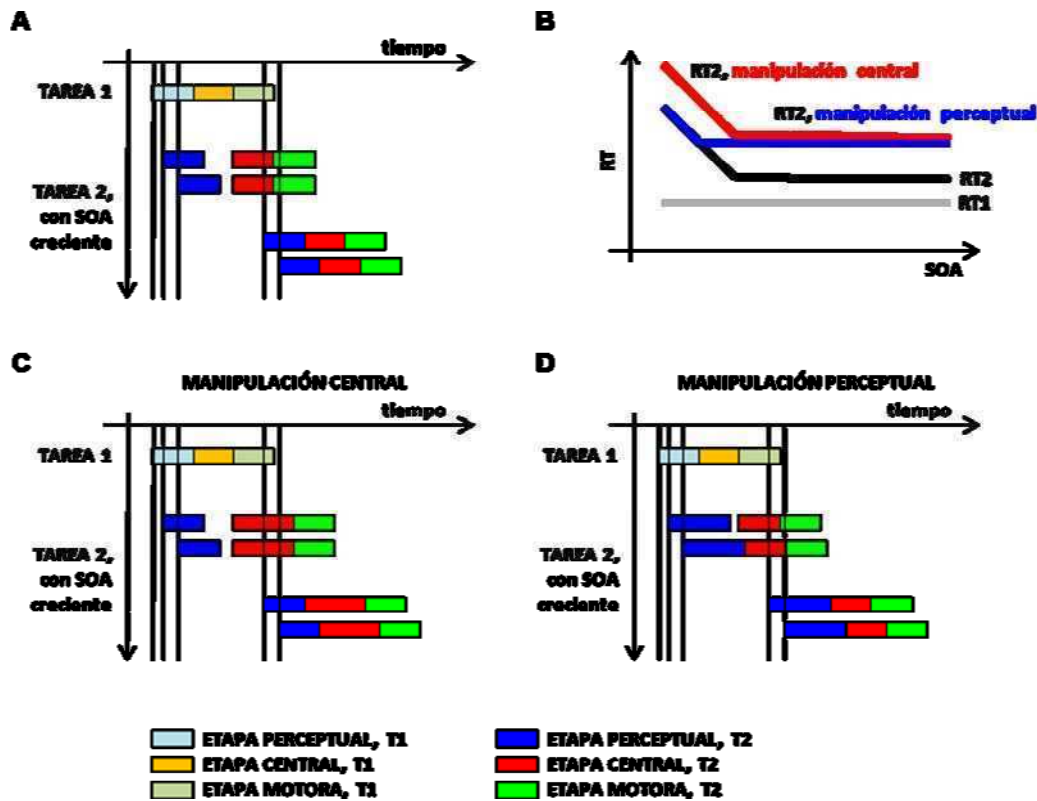 A
tiempo
TAREA 1
TAREA 2,
con SOA
creciente
B
RT2, manipulación central
RT2, manipulación perceptual
RT
RT2
RT1
SOA
C
MANIPULACIÓN CENTRAL
tiempo
TAREA 1
TAREA 2,
con SOA
creciente
D
MANIPULACIÓN PERCEPTUAL
tiempo
TAREA 1
TAREA 2,
con SOA
creciente
ETAPA PERCEPTUAL, T1
ETAPA CENTRAL, T1
ETAPA MOTORA, T1
ETAPA PERCEPTUAL, T2
ETAPA CENTRAL, T2
ETAPA MOTORA, T2